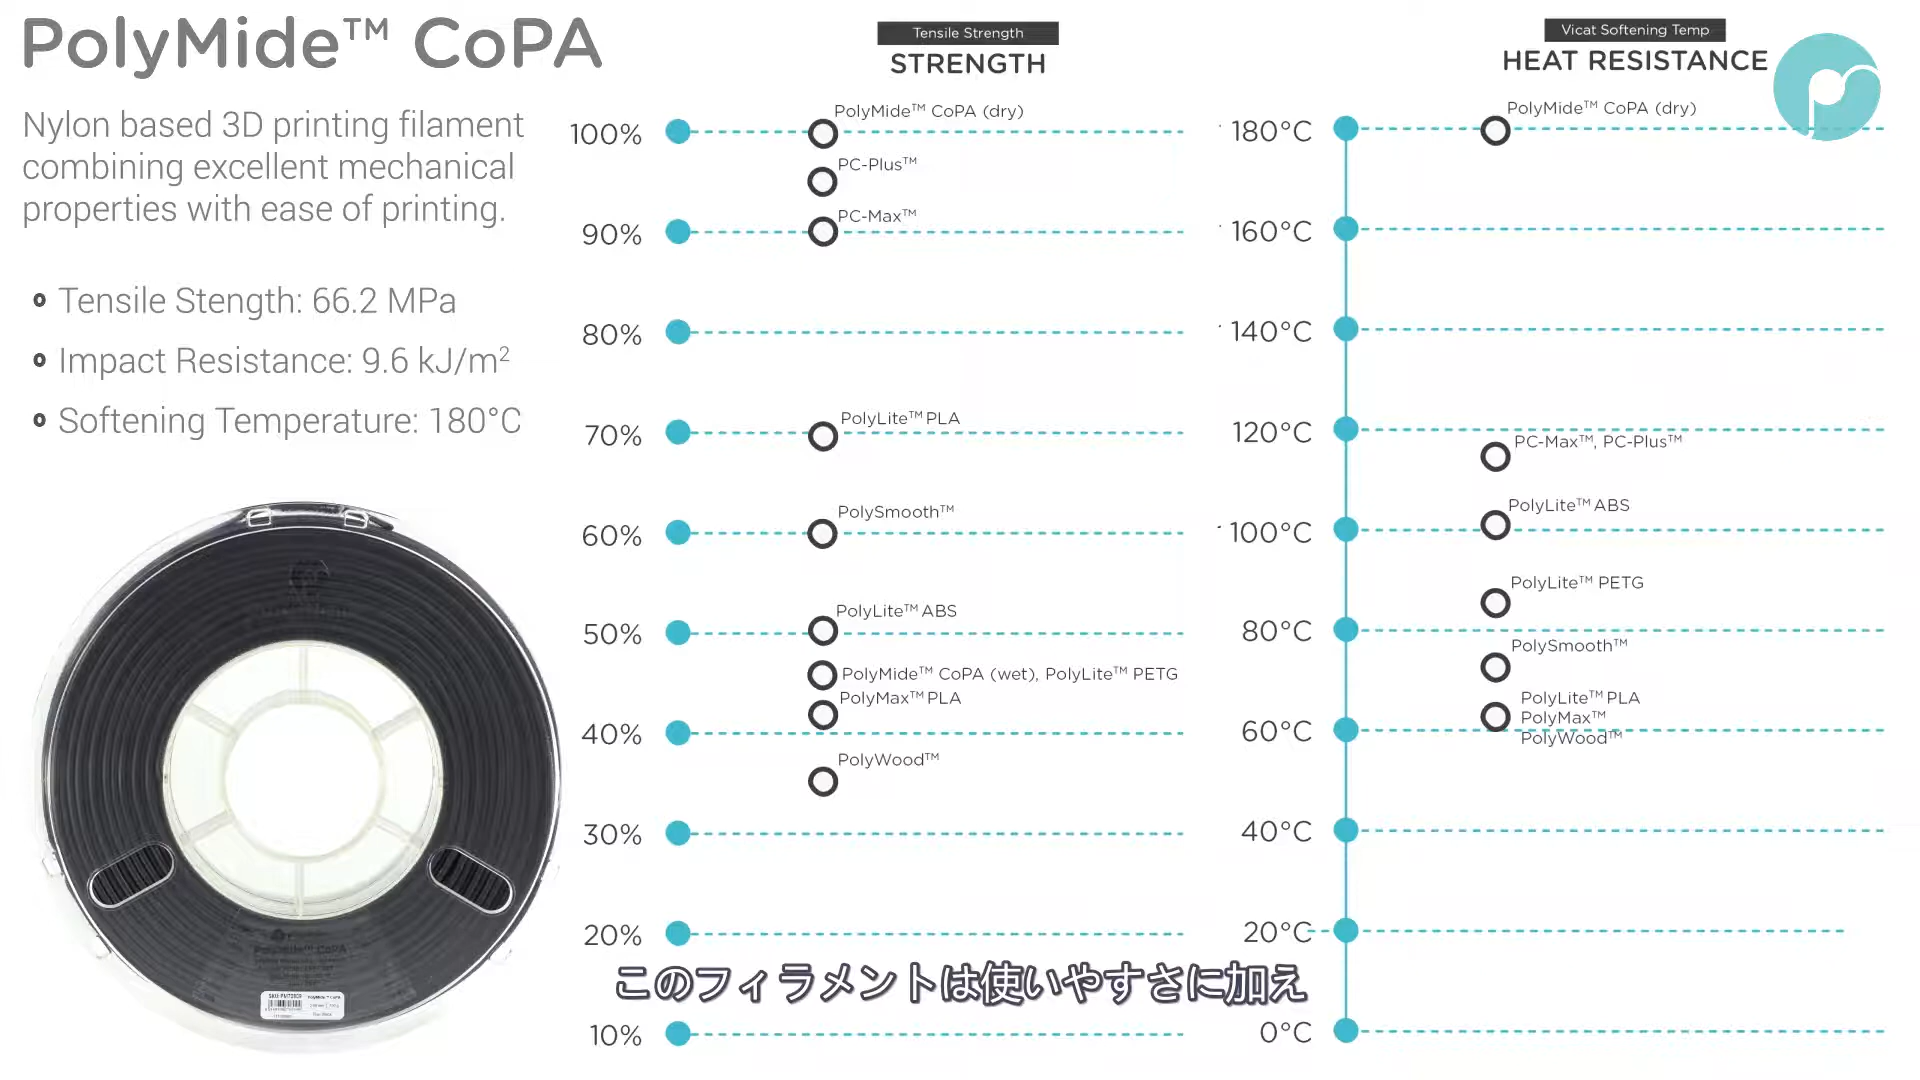 PolyMide™ CoPA
Nylon based 3D printing filament
combining excellent mechanical
properties with ease of printing.
Tensile Stength: 66.2 MPa
Impact Resistance: 9.6 kJ/m²
Softening Temperature: 180°C
Tensile Strength
STRENGTH
100%
PolyMide™ CoPA (dry)
PC-Plus™
90%
PC-Max™
80%
70%
PolyLite™ PLA
60%
PolySmooth™
50%
PolyLite™ ABS
PolyMide™ CoPA (wet), PolyLite™ PETG
PolyMax™ PLA
40%
PolyWood™
30%
20%
10%
Vicat Softening Temp
HEAT RESISTANCE
180°C
PolyMide™ CoPA (dry)
160°C
140°C
120°C
PC-Max™, PC-Plus™
PolyLite™ ABS
100°C
PolyLite™ PETG
80°C
PolySmooth™
PolyLite™ PLA
PolyMax™
60°C
PolyWood™
40°C
20°C
0°C
このフィラメントは使いやすさに加え